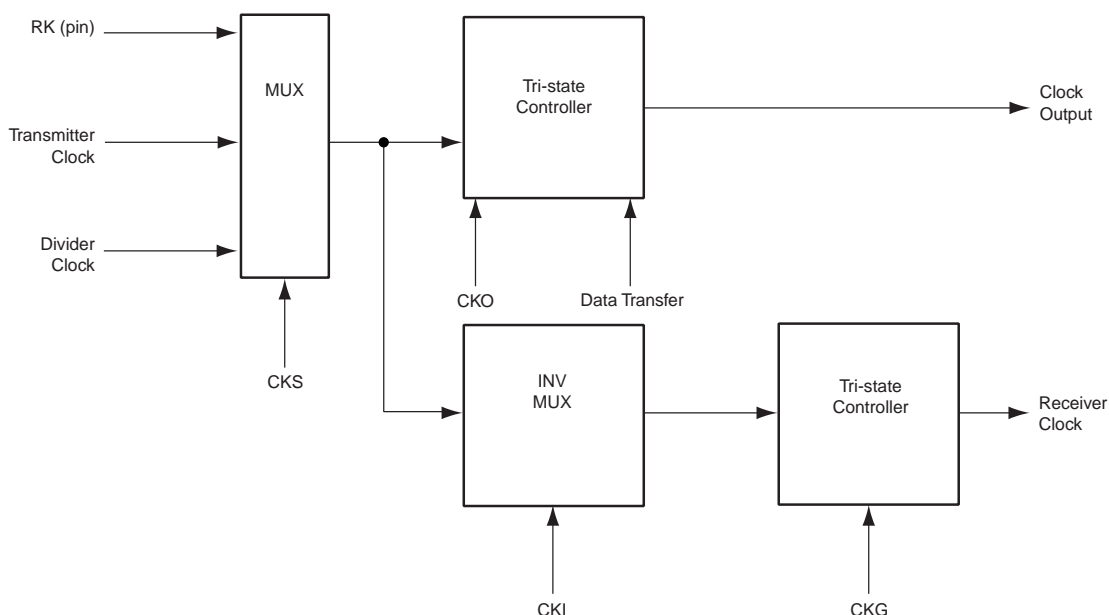 RK (pin)
MUX
Tri-state
Controller
Clock
Output
Transmitter
Clock
Divider
Clock
CKO
Data Transfer
CKS
INV
MUX
Tri-state
Controller
Receiver
Clock
CKI
CKG